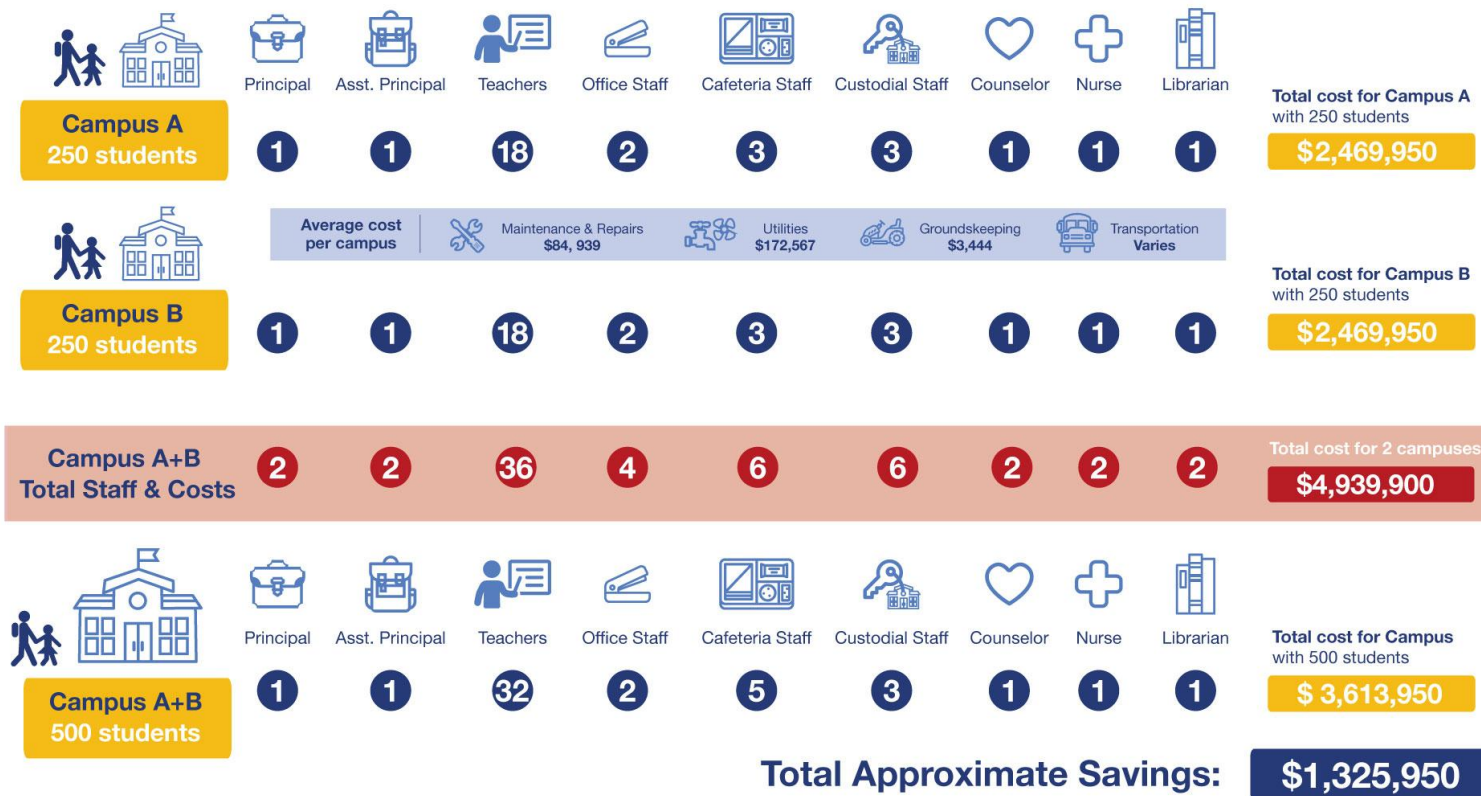 Principal Asst. Principal Teachers Office Staff Cafeteria Staff Custodial Staff Counselor Nurse Librarian
Campus A
250 students
1 1 18 2 3 3 1 1 1
Total cost for Campus A
with 250 students
$2,469,950
Average cost
per campus
Maintenance & Repairs
$84, 939
Utilities
$172,567
Groundskeeping
$3,444
Transportation
Varies
Campus B
250 students
1 1 18 2 3 3 1 1 1
Total cost for Campus B
with 250 students
$2,469,950
Campus A+B
Total Staff & Costs
2 2 36 4 6 6 2 2 2
Total cost for 2 campuses
$4,939,900
Principal Asst. Principal Teachers Office Staff Cafeteria Staff Custodial Staff Counselor Nurse Librarian
Campus A+B
500 students
1 1 32 2 5 3 1 1 1
Total cost for Campus
with 500 students
$ 3,613,950
Total Approximate Savings: $1,325,950